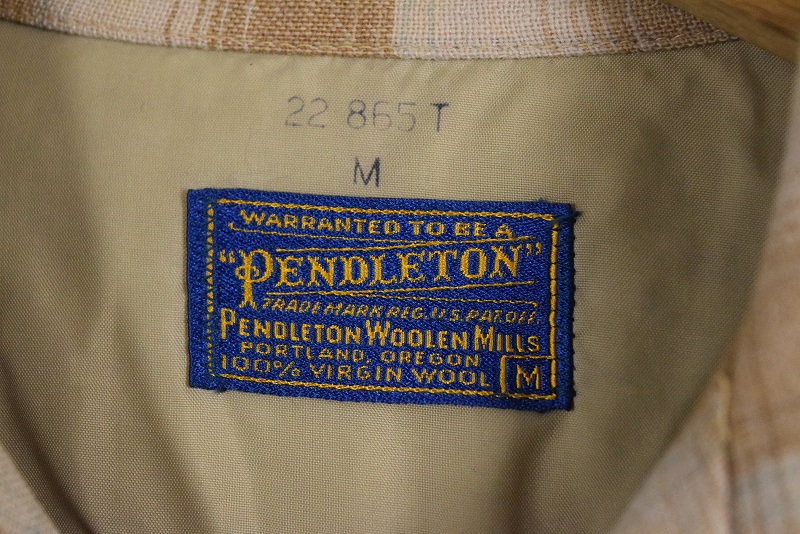 22 865 T
M
WARRANTED TO BE A
"PENDLETON"
TRADE MARK REG. U.S. PAT. OFF.
PENDLETON WOOLEN MILLS
PORTLAND, OREGON
100% VIRGIN WOOL M